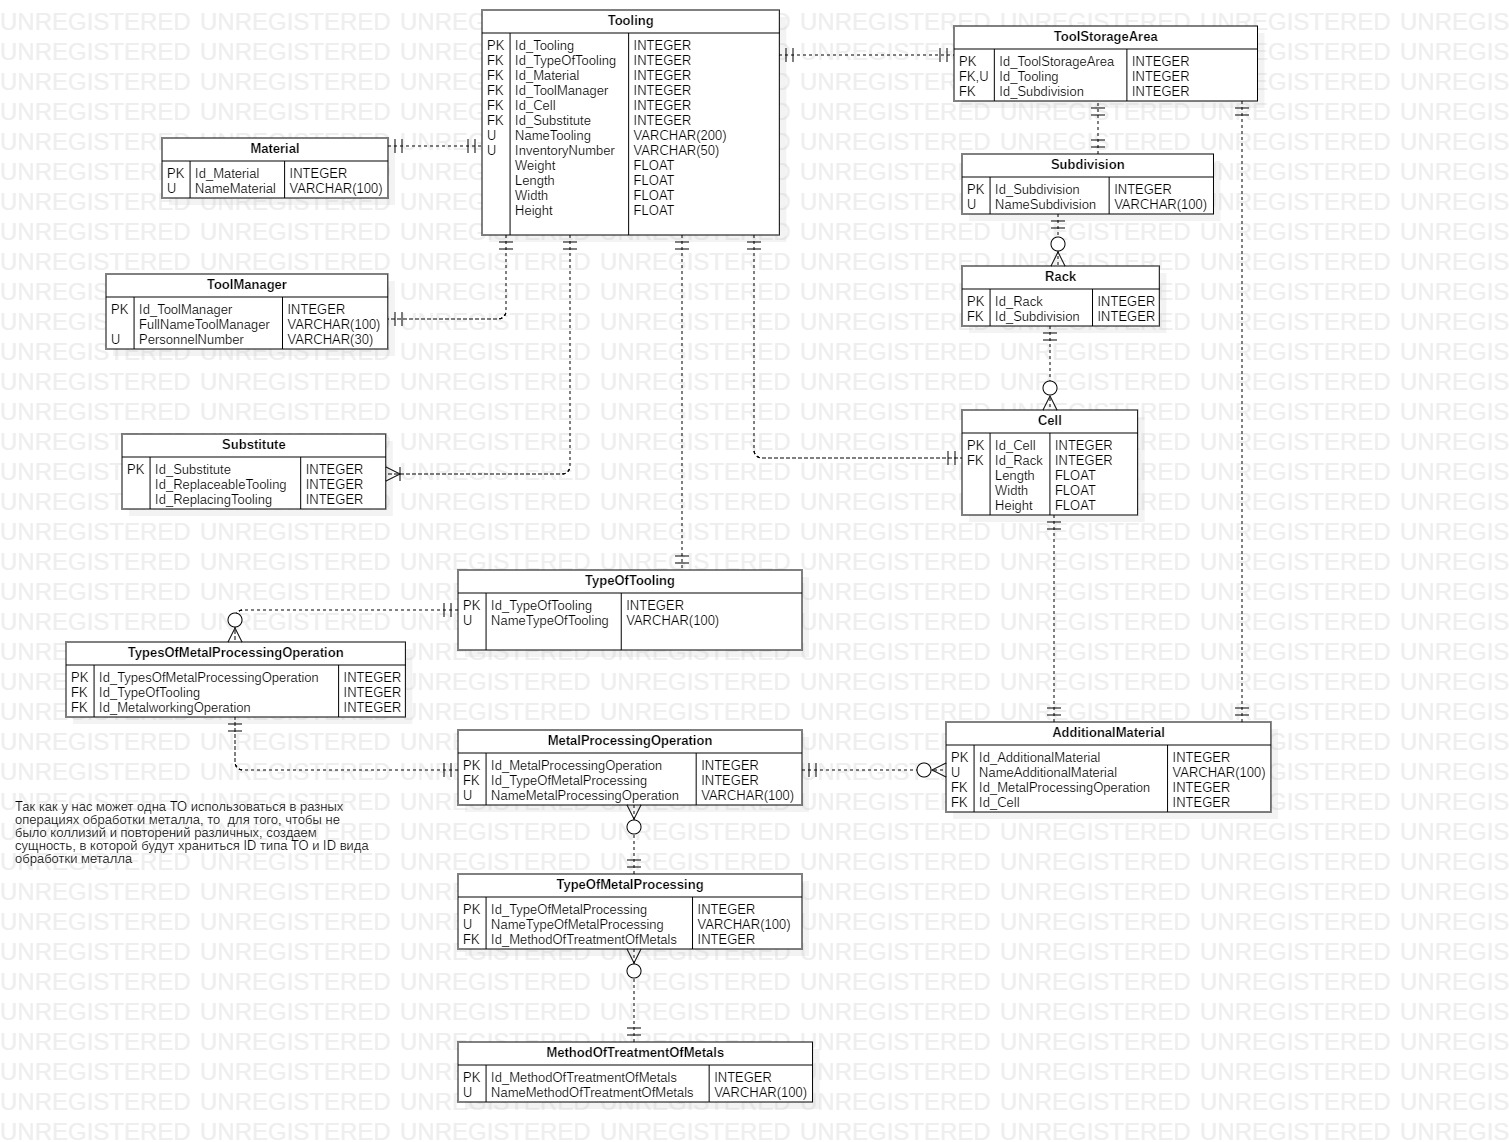 Tooling
PK Id_Tooling INTEGER
FK Id_TypeOfTooling INTEGER
FK Id_Material INTEGER
FK Id_ToolManager INTEGER
FK Id_Cell INTEGER
FK Id_Substitute INTEGER
U NameTooling VARCHAR(200)
U InventoryNumber VARCHAR(50)
Weight FLOAT
Length FLOAT
Width FLOAT
Height FLOAT
ToolStorageArea
PK Id_ToolStorageArea INTEGER
FK,U Id_Tooling INTEGER
FK Id_Subdivision INTEGER
Material
PK Id_Material INTEGER
U NameMaterial VARCHAR(100)
Subdivision
PK Id_Subdivision INTEGER
U NameSubdivision VARCHAR(100)
ToolManager
PK Id_ToolManager INTEGER
FullNameToolManager VARCHAR(100)
U PersonnelNumber VARCHAR(30)
Rack
PK Id_Rack INTEGER
FK Id_Subdivision INTEGER
Substitute
PK Id_Substitute INTEGER
Id_ReplaceableTooling INTEGER
Id_ReplacingTooling INTEGER
Cell
PK Id_Cell INTEGER
FK Id_Rack INTEGER
Length FLOAT
Width FLOAT
Height FLOAT
TypeOfTooling
PK Id_TypeOfTooling INTEGER
U NameTypeOfTooling VARCHAR(100)
TypesOfMetalProcessingOperation
PK Id_TypesOfMetalProcessingOperation INTEGER
FK Id_TypeOfTooling INTEGER
FK Id_MetalworkingOperation INTEGER
MetalProcessingOperation
PK Id_MetalProcessingOperation INTEGER
FK Id_TypeOfMetalProcessing INTEGER
U NameMetalProcessingOperation VARCHAR(100)
AdditionalMaterial
PK Id_AdditionalMaterial INTEGER
U NameAdditionalMaterial VARCHAR(100)
FK Id_MetalProcessingOperation INTEGER
FK Id_Cell INTEGER
Так как у нас может одна ТО использоваться в разных
операциях обработки металла, то для того, чтобы не
было коллизий и повторений различных, создаем
сущность, в которой будут храниться ID типа ТО и ID вида
обработки металла
TypeOfMetalProcessing
PK Id_TypeOfMetalProcessing INTEGER
U NameTypeOfMetalProcessing VARCHAR(100)
FK Id_MethodOfTreatmentOfMetals INTEGER
MethodOfTreatmentOfMetals
PK Id_MethodOfTreatmentOfMetals INTEGER
U NameMethodOfTreatmentOfMetals VARCHAR(100)